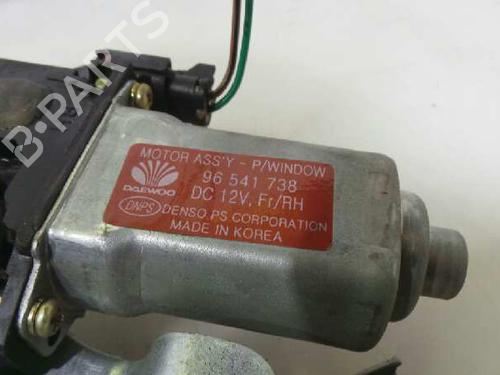 B-PARTS
MOTOR ASS'Y - P/WINDOW
96 541 738
DAEWOO
DC 12V. Fr/RH
DNPS
DENSO PS CORPORATION
MADE IN KOREA